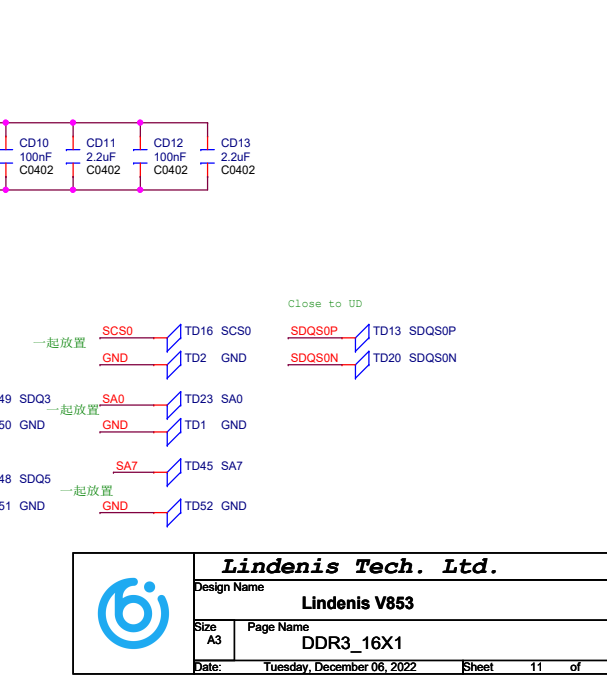 CD10 CD11 CD12 CD13
100nF 2.2uF 100nF 2.2uF
C0402 C0402 C0402 C0402
Close to UD
SCS0 TD16 SCS0 SDQS0P TD13 SDQS0P
一起放置
GND TD2 GND SDQS0N TD20 SDQS0N
49 SDQ3 SA0 TD23 SA0
一起放置
50 GND GND TD1 GND
SA7 TD45 SA7
48 SDQ5
一起放置
51 GND GND TD52 GND
Lindenis Tech. Ltd.
Design Name
Lindenis V853
Size Page Name
A3 DDR3_16X1
Date: Tuesday, December 06, 2022 Sheet 11 of